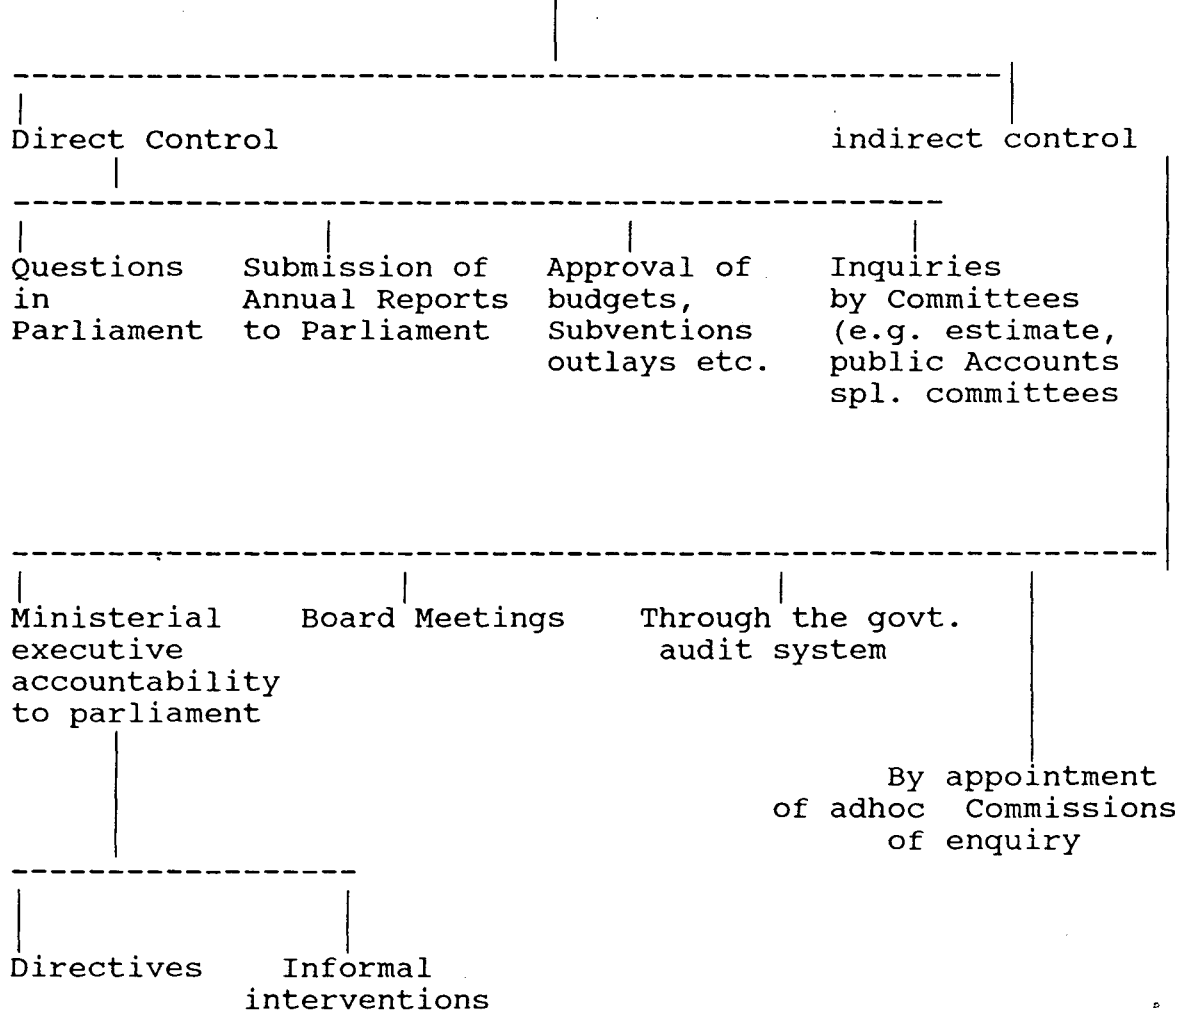 Direct Control
indirect control
Questions
in
Parliament
Submission of
Annual Reports
to Parliament
Approval of
budgets,
Subventions
outlays etc.
Inquiries
by Committees
(e.g. estimate,
public Accounts
spl. committees
Ministerial
executive
accountability
to parliament
Board Meetings
Through the govt.
audit system
By appointment
of adhoc Commissions
of enquiry
Directives
Informal
interventions